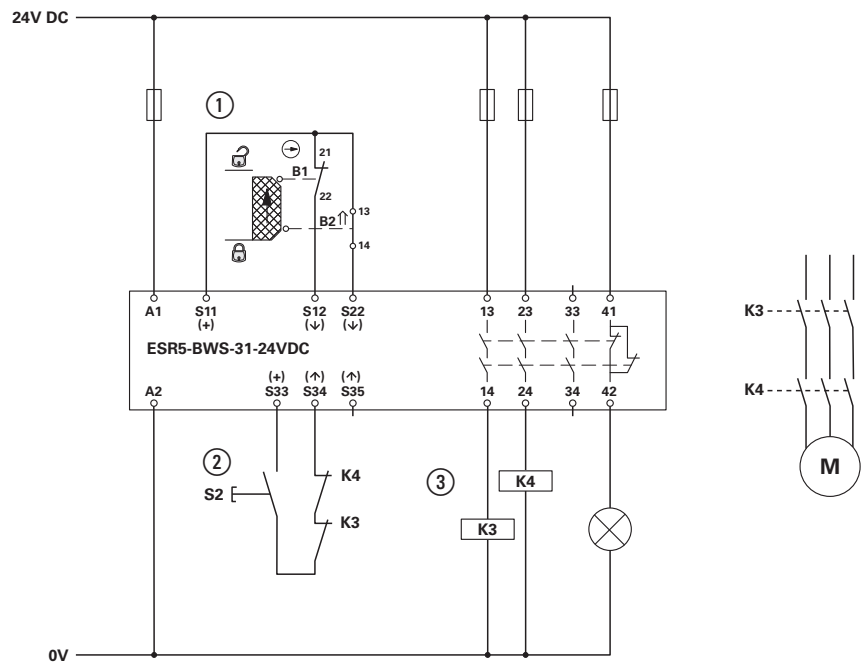 24V DC
1
21
B1
22
B2
13
14
A1 S11 S12 S22 13 23 33 41
(+) (↓) (↓)
ESR5-BWS-31-24VDC
(+) (↑) (↑)
A2 S33 S34 S35 14 24 34 42
K3
K4
M
2
S2
K4
K3
3
K4
K3
0V